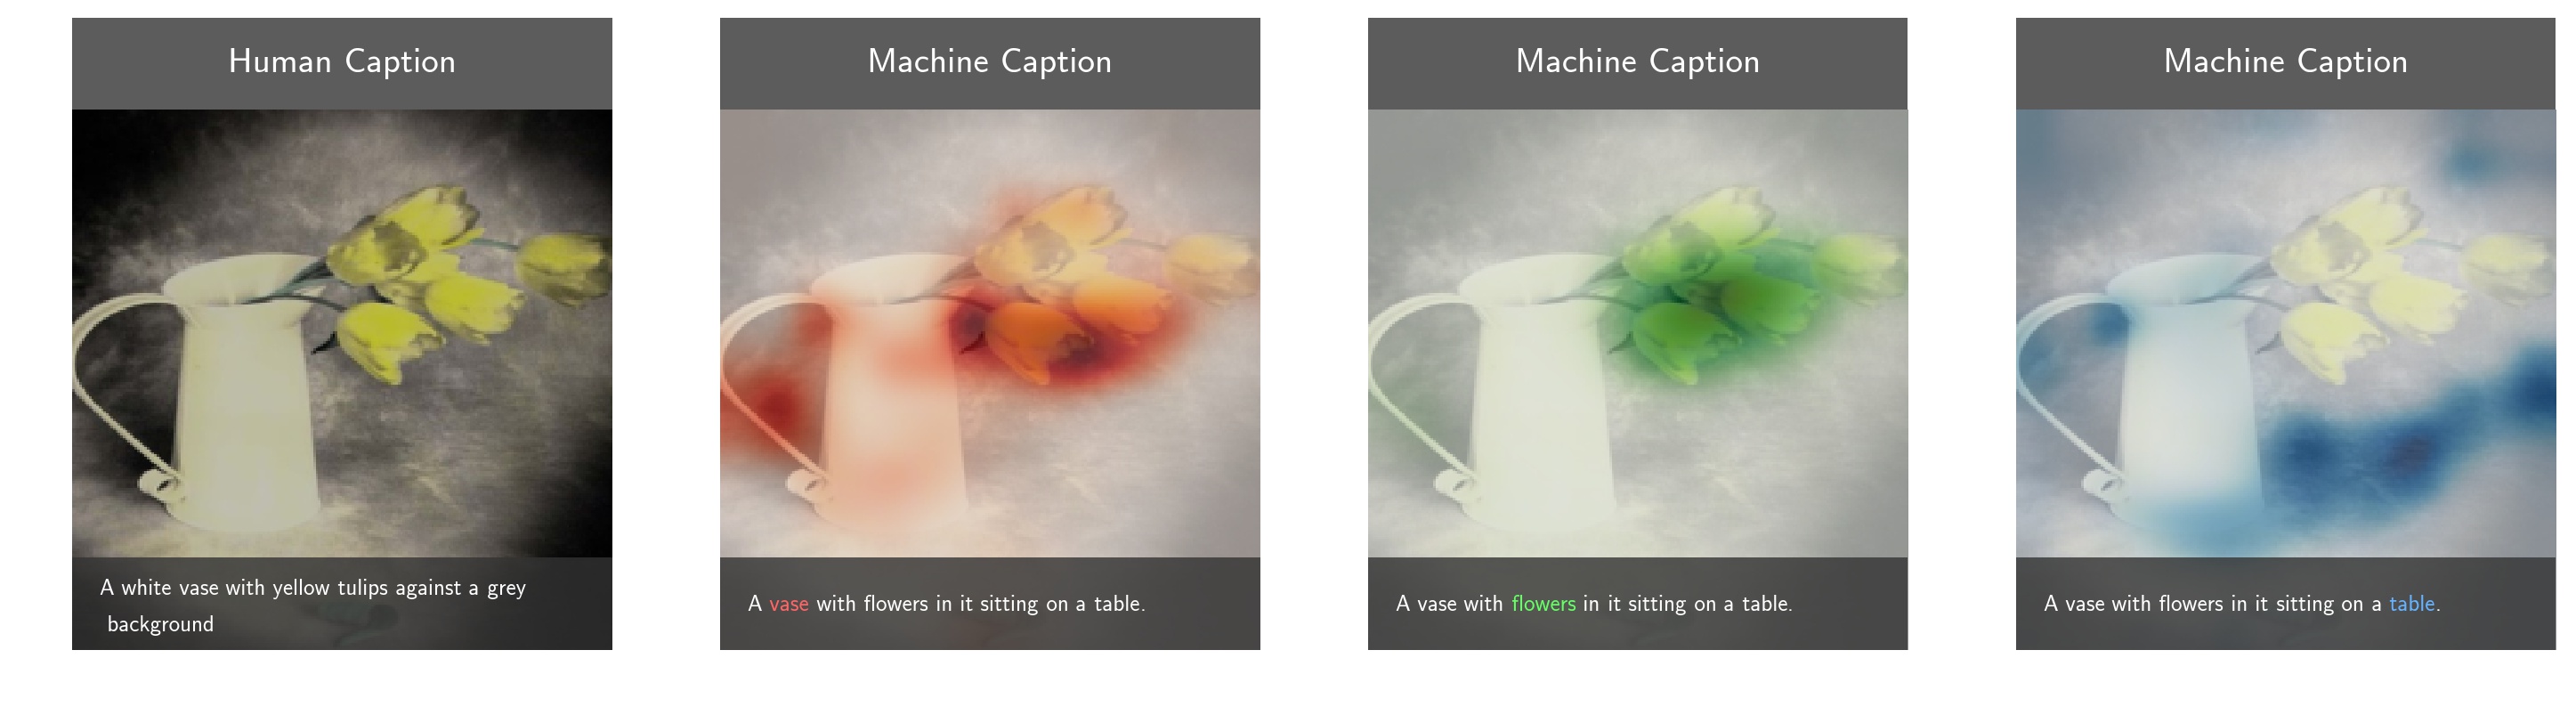 Human Caption
A white vase with yellow tulips against a grey
background
Machine Caption
A vase with flowers in it sitting on a table.
Machine Caption
A vase with flowers in it sitting on a table.
Machine Caption
A vase with flowers in it sitting on a table.